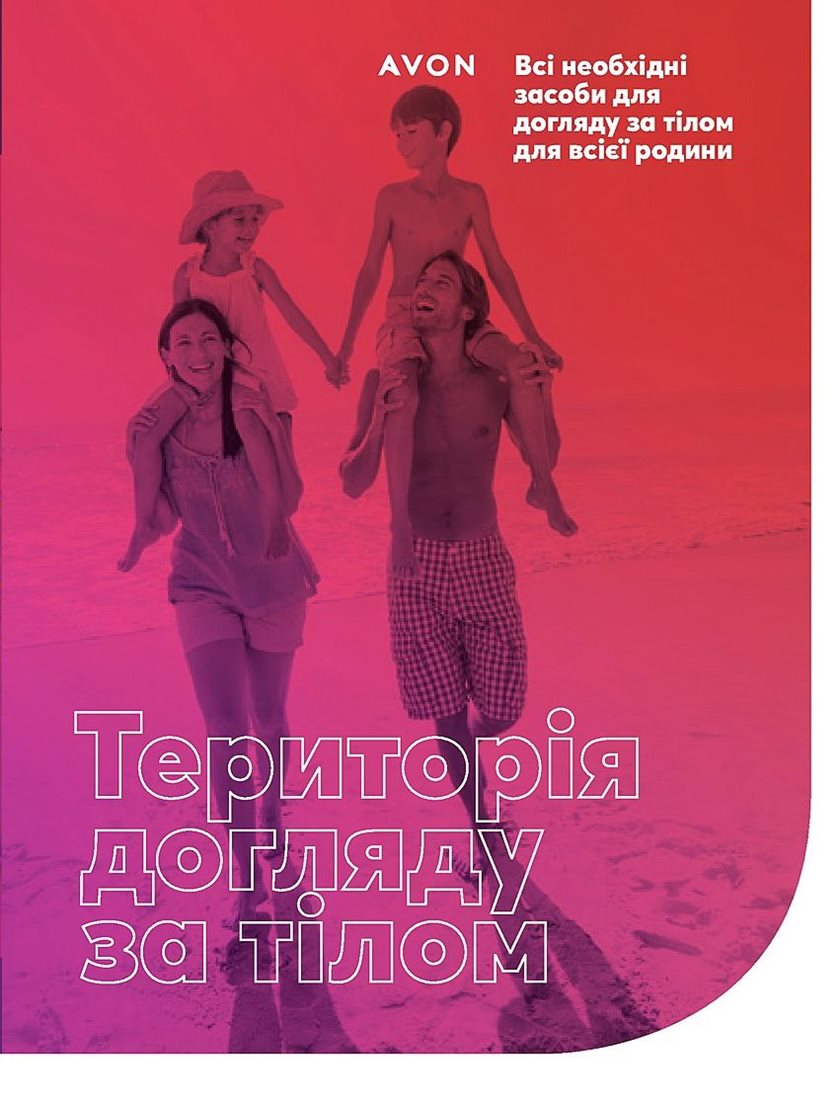 AVON
Всі необхідні
засоби для
догляду за тілом
для всієї родини
Територія
догляду
за тілом